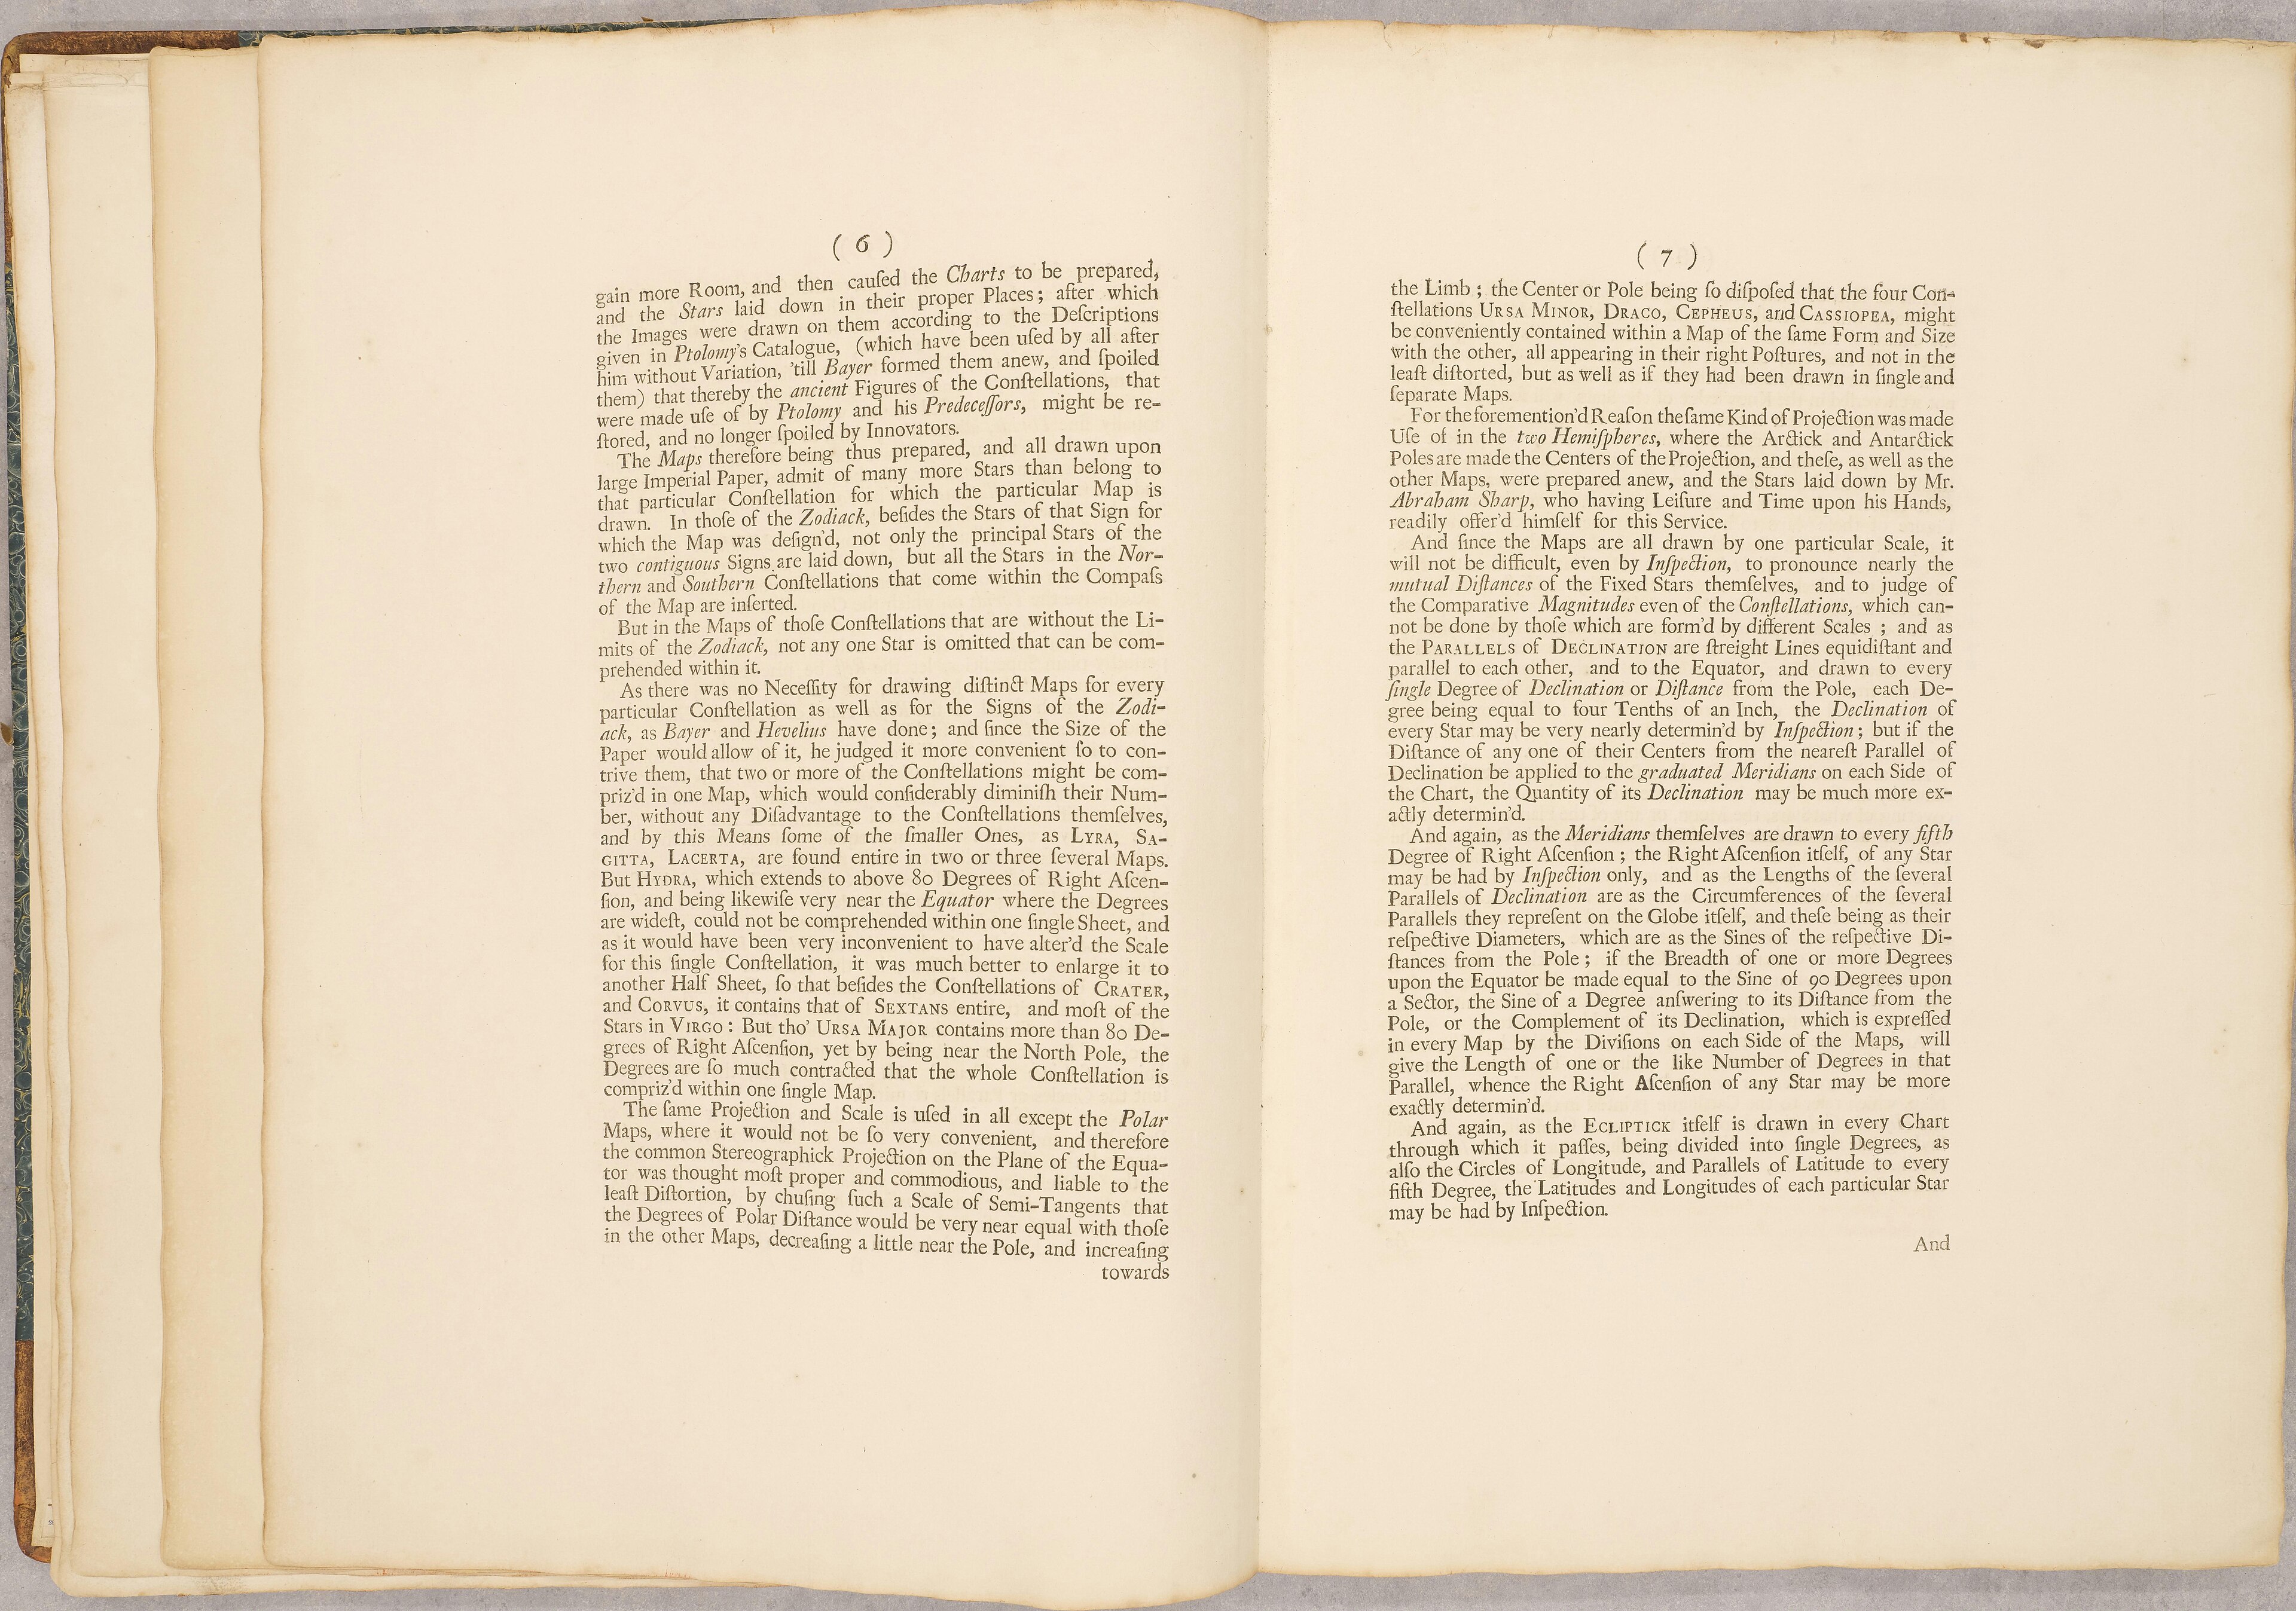 ( 6 )
gain more Room, and then cauſed the Charts to be prepared,
and the Stars laid down in their proper Places; after which
the Images were drawn on them according to the Deſcriptions
given in Ptolomy's Catalogue, (which have been uſed by all after
him without Variation, 'till Bayer formed them anew, and ſpoiled
them) that thereby the ancient Figures of the Conſtellations, that
were made uſe of by Ptolomy and his Predeceſſors, might be re-
ſtored, and no longer ſpoiled by Innovators.
The Maps therefore being thus prepared, and all drawn upon
large Imperial Paper, admit of many more Stars than belong to
that particular Conſtellation for which the particular Map is
drawn. In thoſe of the Zodiack, beſides the Stars of that Sign for
which the Map was deſign'd, not only the principal Stars of the
two contiguous Signs are laid down, but all the Stars in the Nor-
thern and Southern Conſtellations that come within the Compaſs
of the Map are inſerted.
But in the Maps of thoſe Conſtellations that are without the Li-
mits of the Zodiack, not any one Star is omitted that can be com-
prehended within it.
As there was no Neceſſity for drawing diſtinct Maps for every
particular Conſtellation as well as for the Signs of the Zodi-
ack, as Bayer and Hevelius have done; and ſince the Size of the
Paper would allow of it, he judged it more convenient ſo to con-
trive them, that two or more of the Conſtellations might be com-
priz'd in one Map, which would conſiderably diminiſh their Num-
ber, without any Diſadvantage to the Conſtellations themſelves,
and by this Means ſome of the ſmaller Ones, as LYRA, SA-
GITTA, LACERTA, are found entire in two or three ſeveral Maps.
But HYDRA, which extends to above 80 Degrees of Right Aſcen-
ſion, and being likewiſe very near the Equator where the Degrees
are wideſt, could not be comprehended within one ſingle Sheet, and
as it would have been very inconvenient to have alter'd the Scale
for this ſingle Conſtellation, it was much better to enlarge it to
another Half Sheet, ſo that beſides the Conſtellations of CRATER,
and CORVUS, it contains that of SEXTANS entire, and moſt of the
Stars in VIRGO: But tho' URSA MAJOR contains more than 80 De-
grees of Right Aſcenſion, yet by being near the North Pole, the
Degrees are ſo much contracted that the whole Conſtellation is
compriz'd within one ſingle Map.
The ſame Projection and Scale is uſed in all except the Polar
Maps, where it would not be ſo very convenient, and therefore
the common Stereographick Projection on the Plane of the Equa-
tor was thought moſt proper and commodious, and liable to the
leaſt Diſtortion, by chuſing ſuch a Scale of Semi-Tangents that
the Degrees of Polar Diſtance would be very near equal with thoſe
in the other Maps, decreaſing a little near the Pole, and increaſing
towards
( 7 )
the Limb; the Center or Pole being ſo diſpoſed that the four Con-
ſtellations URSA MINOR, DRACO, CEPHEUS, and CASSIOPEA, might
be conveniently contained within a Map of the ſame Form and Size
with the other, all appearing in their right Poſtures, and not in the
leaſt diſtorted, but as well as if they had been drawn in ſingle and
ſeparate Maps.
For the foremention'd Reaſon the ſame Kind of Projection was made
Uſe of in the two Hemiſpheres, where the Arctick and Antarctick
Poles are made the Centers of the Projection, and theſe, as well as the
other Maps, were prepared anew, and the Stars laid down by Mr.
Abraham Sharp, who having Leiſure and Time upon his Hands,
readily offer'd himſelf for this Service.
And ſince the Maps are all drawn by one particular Scale, it
will not be difficult, even by Inſpection, to pronounce nearly the
mutual Diſtances of the Fixed Stars themſelves, and to judge of
the Comparative Magnitudes even of the Conſtellations, which can-
not be done by thoſe which are form'd by different Scales; and as
the PARALLELS of DECLINATION are ſtreight Lines equidiſtant and
parallel to each other, and to the Equator, and drawn to every
ſingle Degree of Declination or Diſtance from the Pole, each De-
gree being equal to four Tenths of an Inch, the Declination of
every Star may be very nearly determin'd by Inſpection; but if the
Diſtance of any one of their Centers from the neareſt Parallel of
Declination be applied to the graduated Meridians on each Side of
the Chart, the Quantity of its Declination may be much more ex-
actly determin'd.
And again, as the Meridians themſelves are drawn to every fifth
Degree of Right Aſcenſion; the Right Aſcenſion itſelf, of any Star
may be had by Inſpection only, and as the Lengths of the ſeveral
Parallels of Declination are as the Circumferences of the ſeveral
Parallels they repreſent on the Globe itſelf, and theſe being as their
reſpective Diameters, which are as the Sines of the reſpective Di-
ſtances from the Pole; if the Breadth of one or more Degrees
upon the Equator be made equal to the Sine of 90 Degrees upon
a Sector, the Sine of a Degree anſwering to its Diſtance from the
Pole, or the Complement of its Declination, which is expreſſed
in every Map by the Diviſions on each Side of the Maps, will
give the Length of one or the like Number of Degrees in that
Parallel, whence the Right Aſcenſion of any Star may be more
exactly determin'd.
And again, as the ECLIPTICK itſelf is drawn in every Chart
through which it paſſes, being divided into ſingle Degrees, as
alſo the Circles of Longitude, and Parallels of Latitude to every
fifth Degree, the Latitudes and Longitudes of each particular Star
may be had by Inſpection.
And